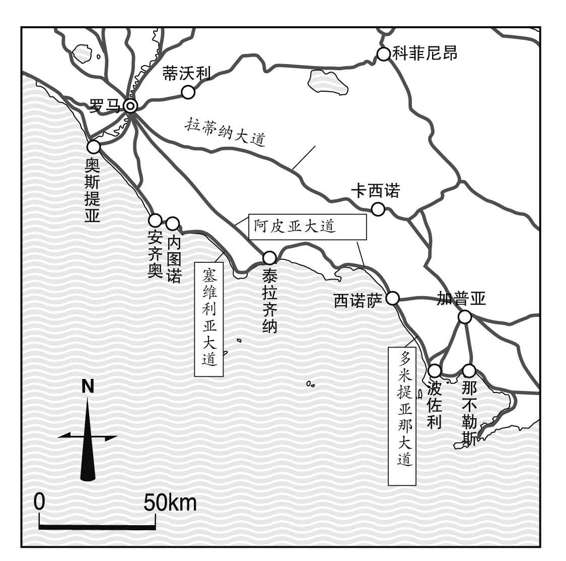 科菲尼昂
蒂沃利
罗马
拉蒂纳大道
奥斯提亚
卡西诺
阿皮亚大道
安齐奥
内图诺
塞维利亚大道
泰拉齐纳
西诺萨
加普亚
多米提亚那大道
波佐利
那不勒斯
N
0
50km